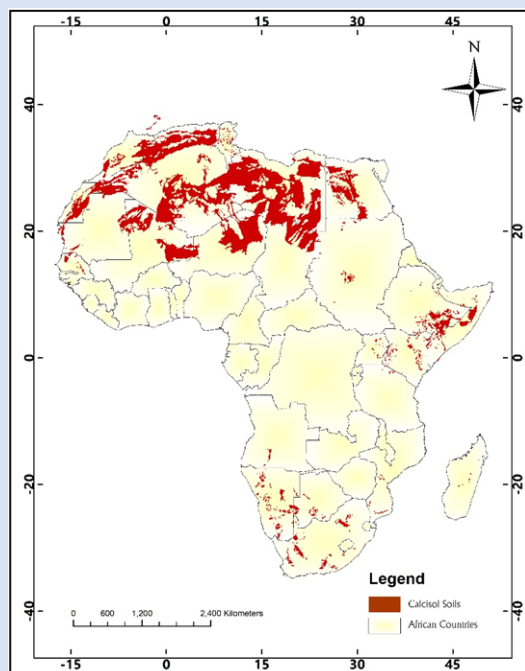 -15 0 15 30 45
N
40 40
20 20
0 0
-20 -20
-40 -40
Legend
Calcisol Soils
African Countries
0 600 1,200 2,400 Kilometers
-15 0 15 30 45